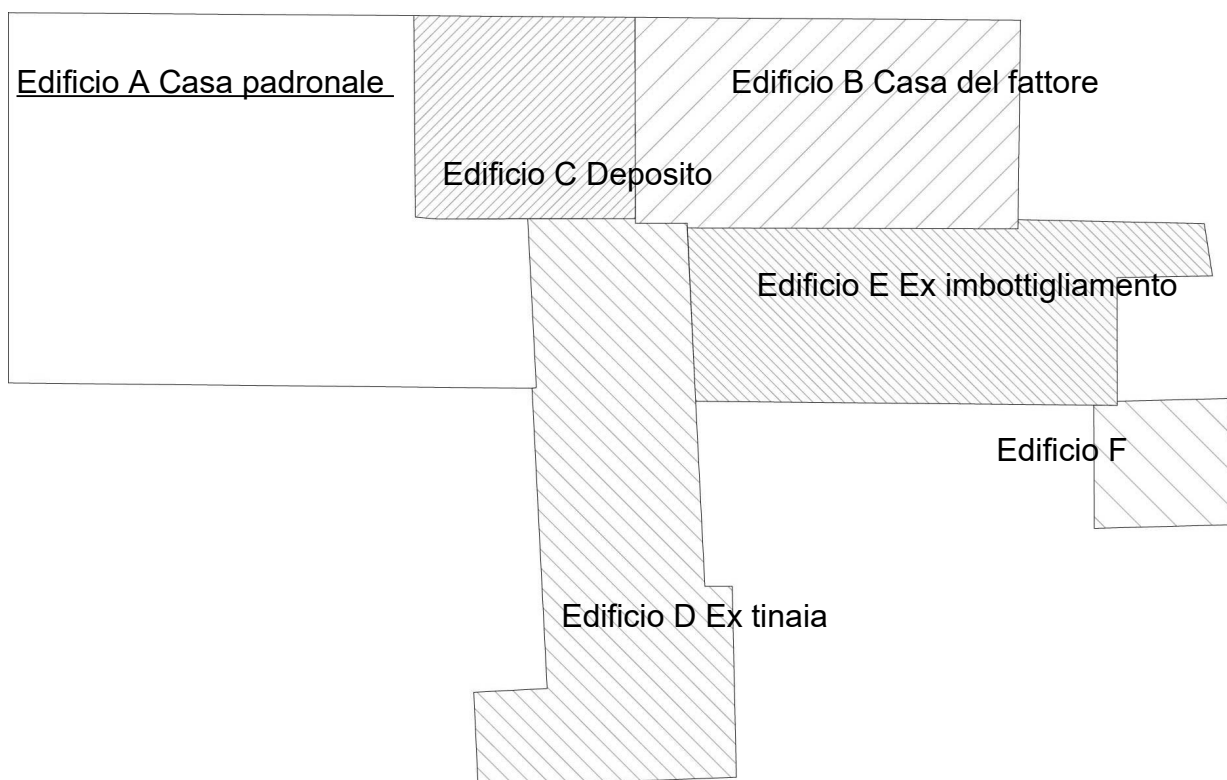 Edificio A Casa padronale
Edificio B Casa del fattore
Edificio C Deposito
Edificio E Ex imbottigliamento
Edificio F
Edificio D Ex tinaia